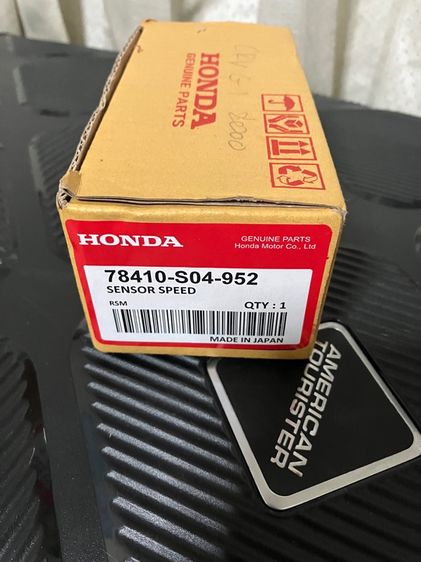 HONDA
GENUINE PARTS
HONDA
GENUINE PARTS
Honda Motor Co., Ltd
78410-S04-952
SENSOR SPEED
RSM
QTY : 1
MADE IN JAPAN
AMERICAN
TOURISTER